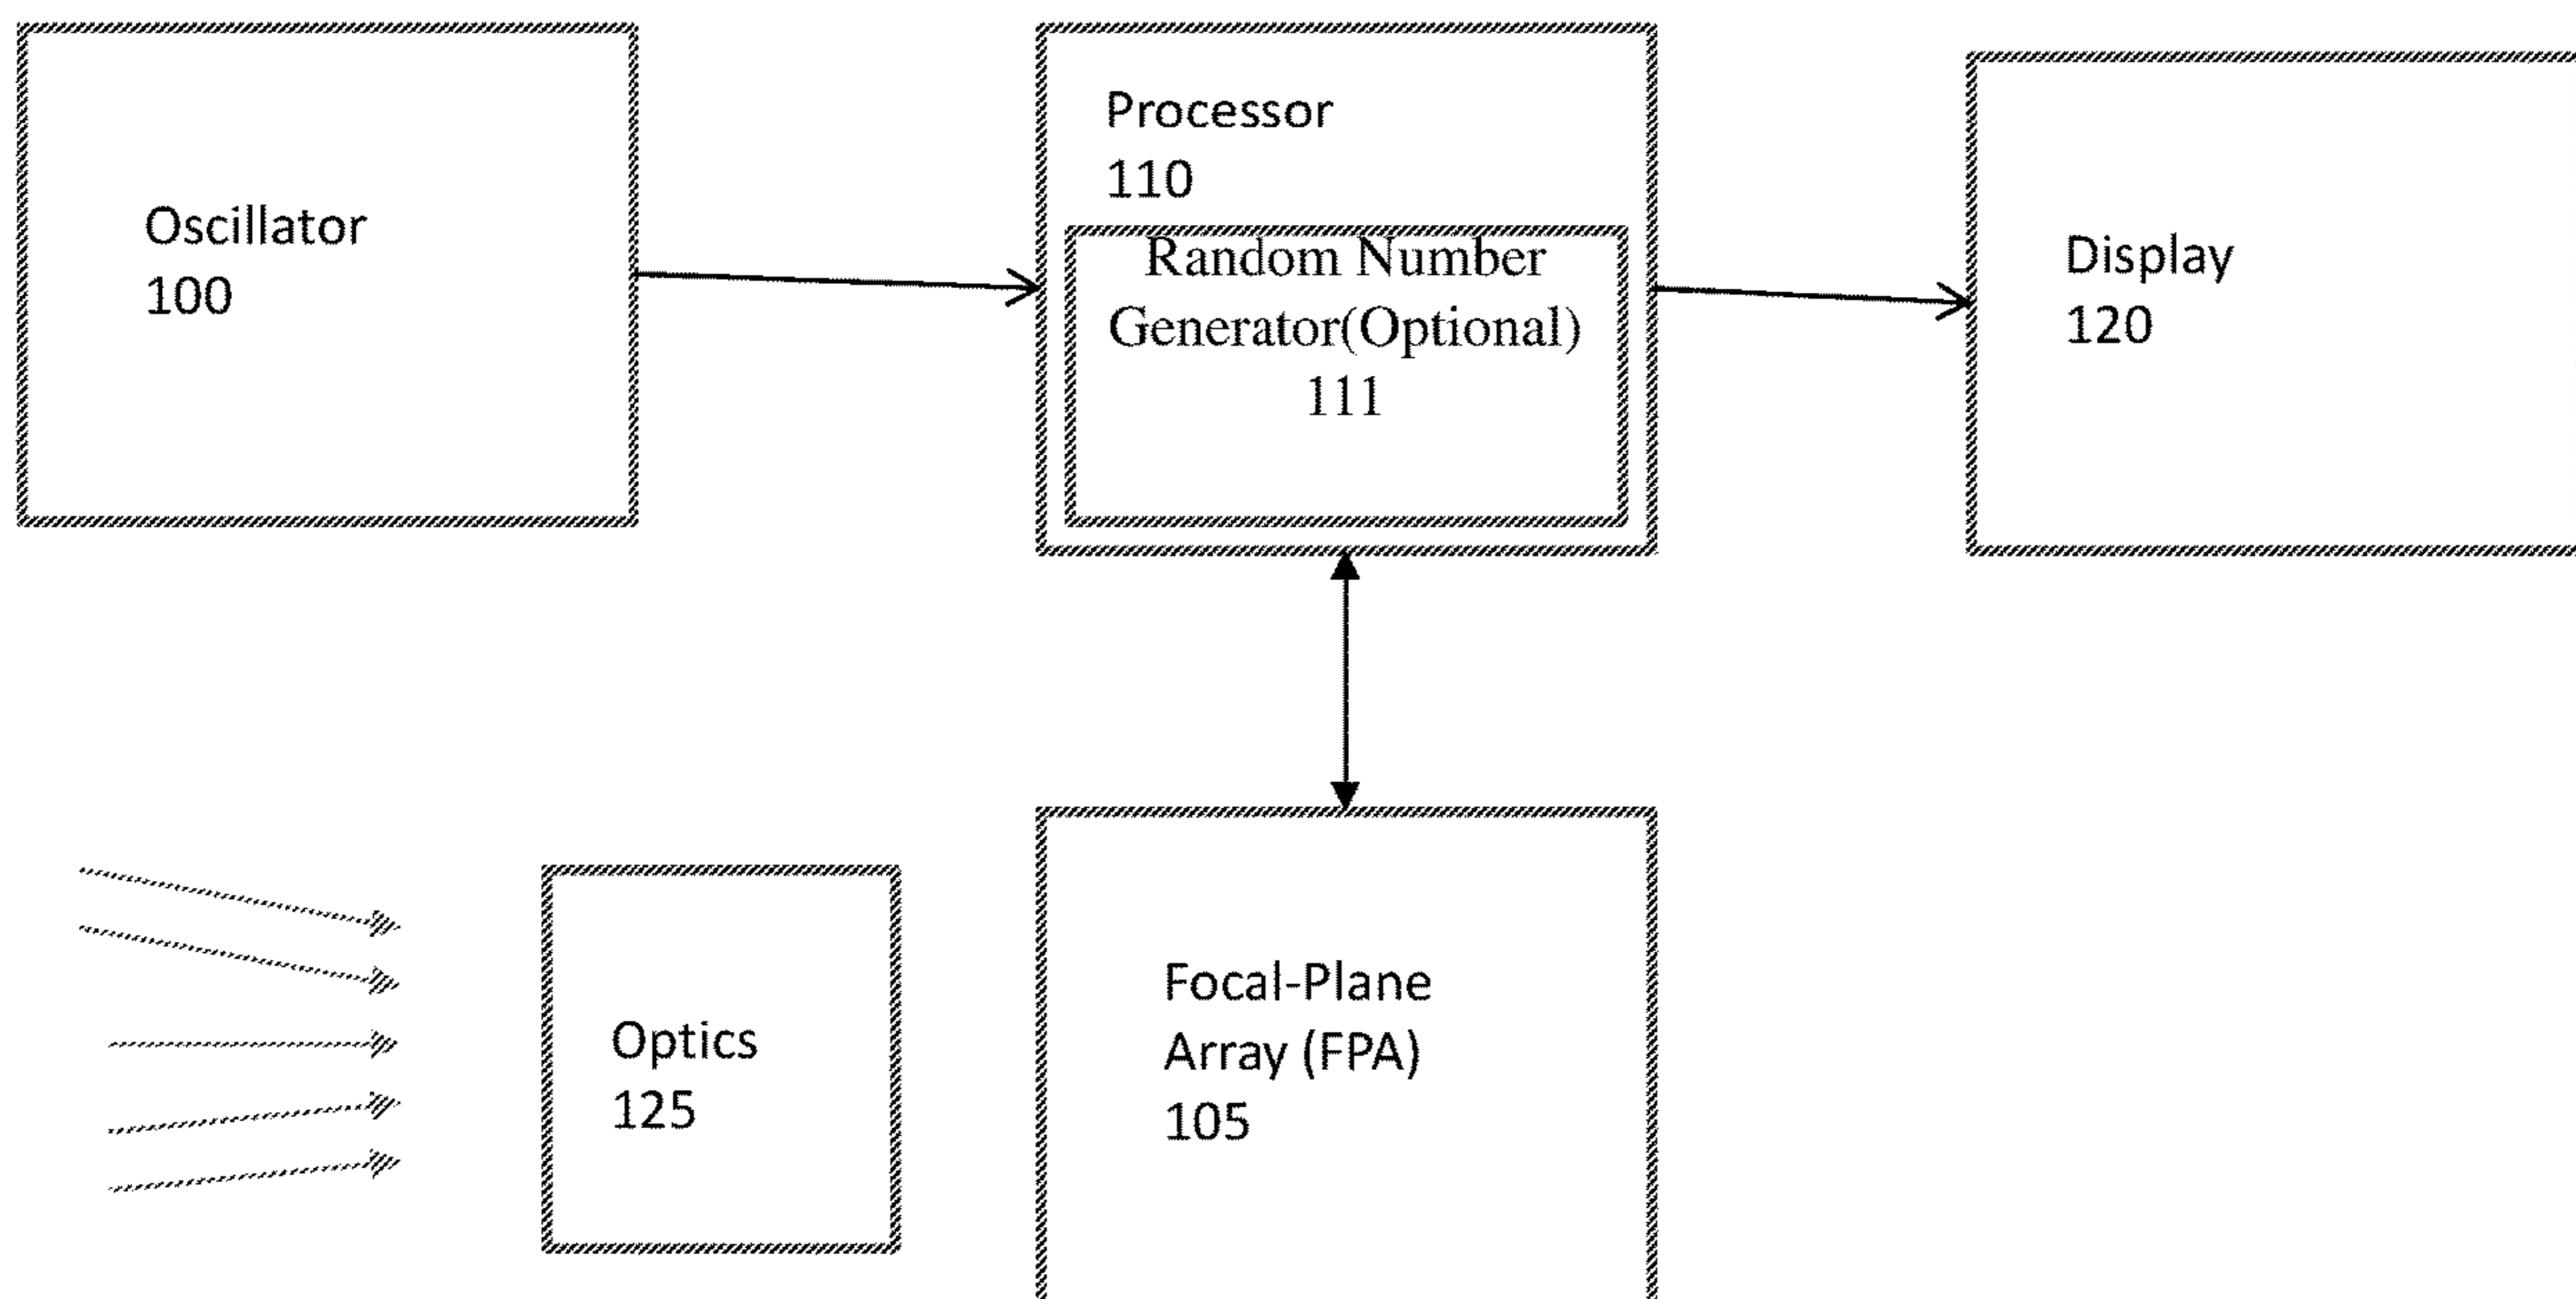 Oscillator
100
Processor
110
Random Number
Generator(Optional)
111
Display
120
Optics
125
Focal-Plane
Array (FPA)
105